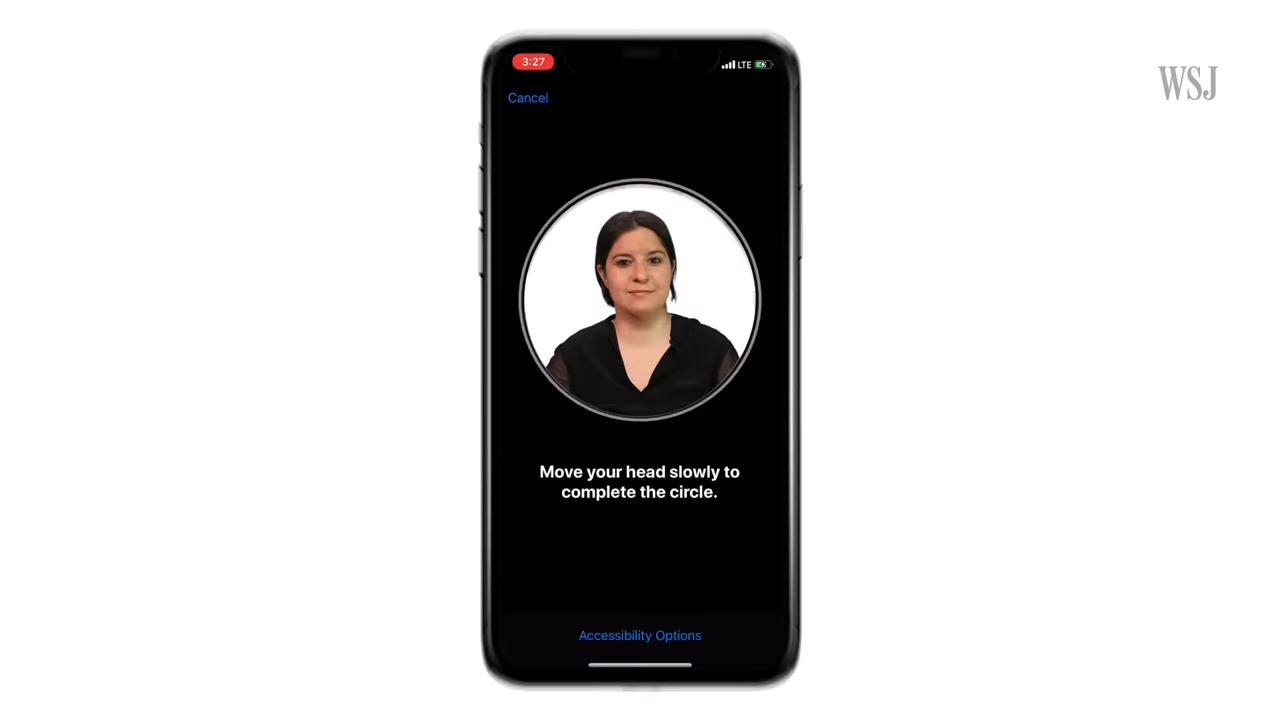 3:27
LTE
WSJ
Cancel
Move your head slowly to
complete the circle.
Accessibility Options